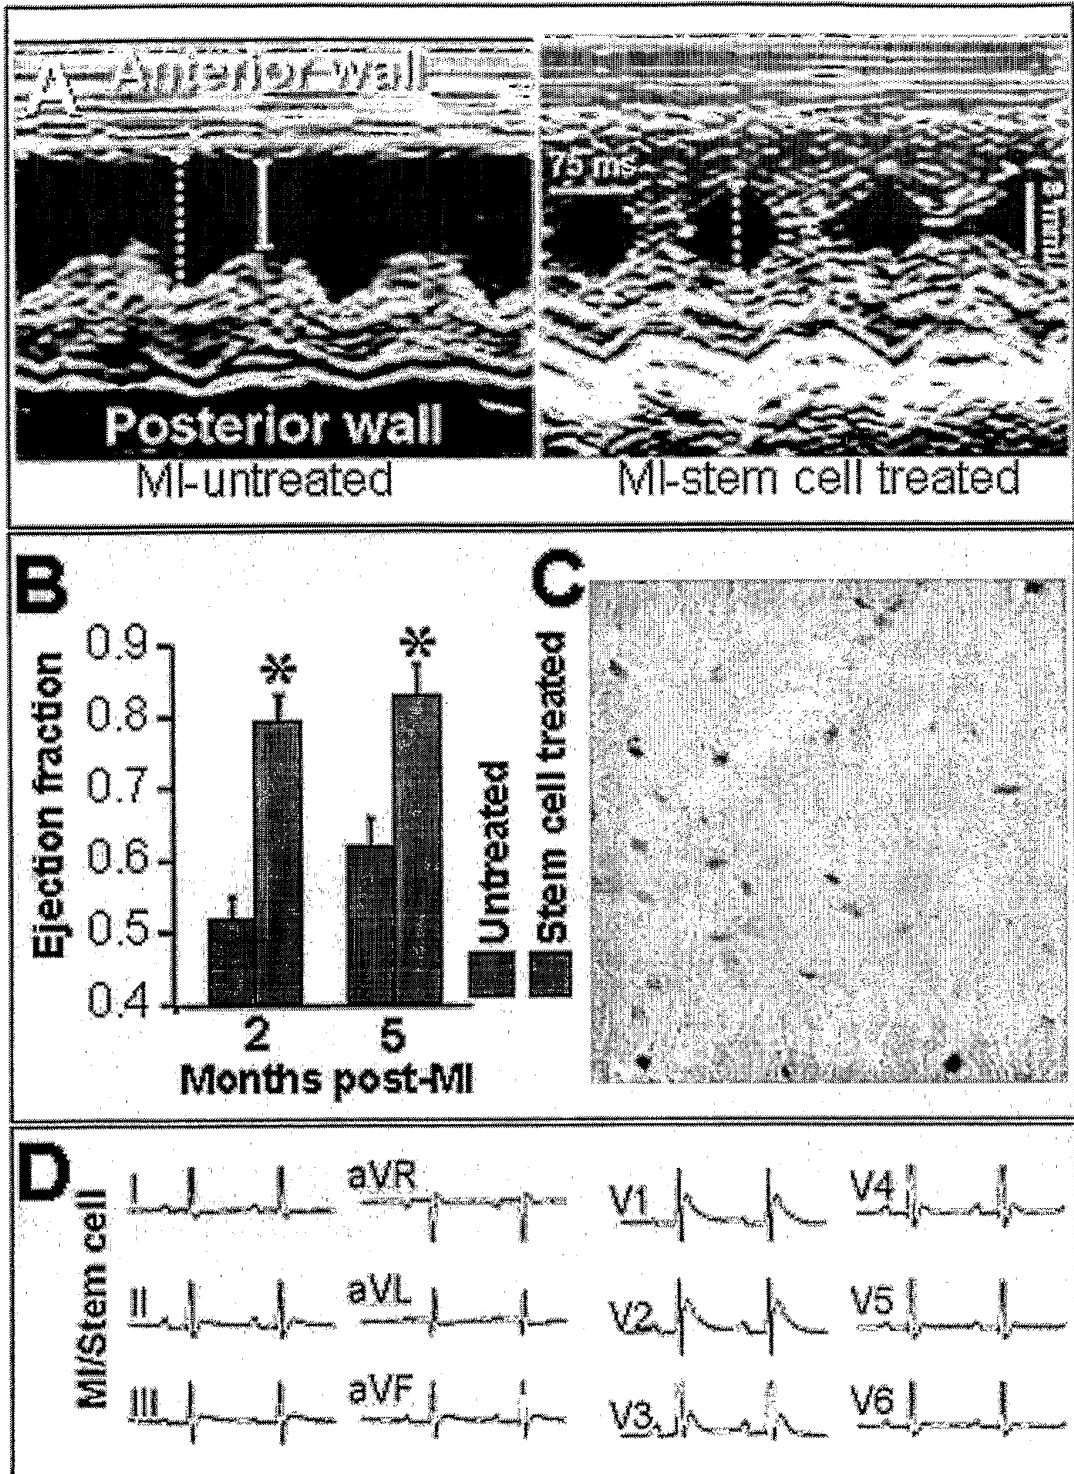 A Anterior wall
75 ms
Posterior wall
MI-untreated
MI-stem cell treated
B
Ejection fraction
0.9
0.8
0.7
0.6
0.5
0.4
*
*
2
5
Months post-MI
Untreated
Stem cell treated
C
D
MI/Stem cell
I
aVR
V1
V4
II
aVL
V2
V5
III
aVF
V3
V6